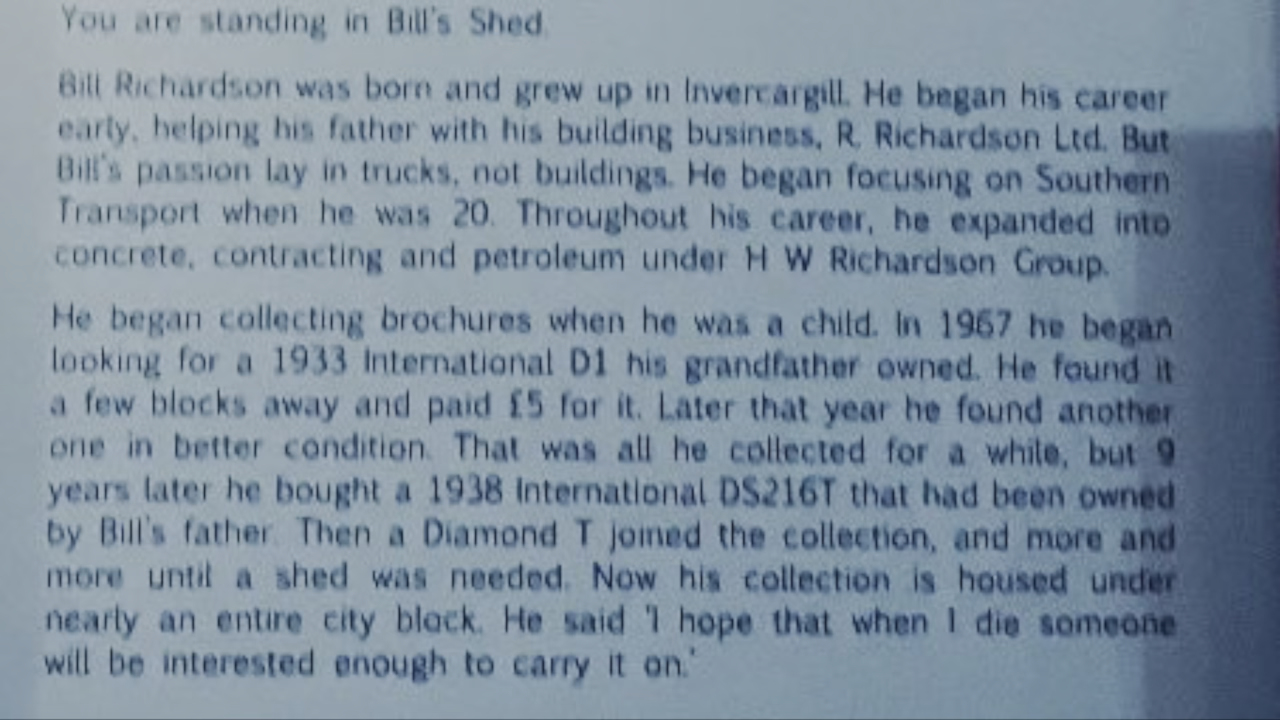 You are standing in Bill's Shed.
Bill Richardson was born and grew up in Invercargill. He began his career
early, helping his father with his building business, R. Richardson Ltd. But
Bill's passion lay in trucks, not buildings. He began focusing on Southern
Transport when he was 20. Throughout his career, he expanded into
concrete, contracting and petroleum under H W Richardson Group.
He began collecting brochures when he was a child. In 1967 he began
looking for a 1933 International D1 his grandfather owned. He found it
a few blocks away and paid £5 for it. Later that year he found another
one in better condition. That was all he collected for a while, but 9
years later he bought a 1938 International DS216T that had been owned
by Bill's father. Then a Diamond T joined the collection, and more and
more until a shed was needed. Now his collection is housed under
nearly an entire city block. He said 'I hope that when I die someone
will be interested enough to carry it on.'